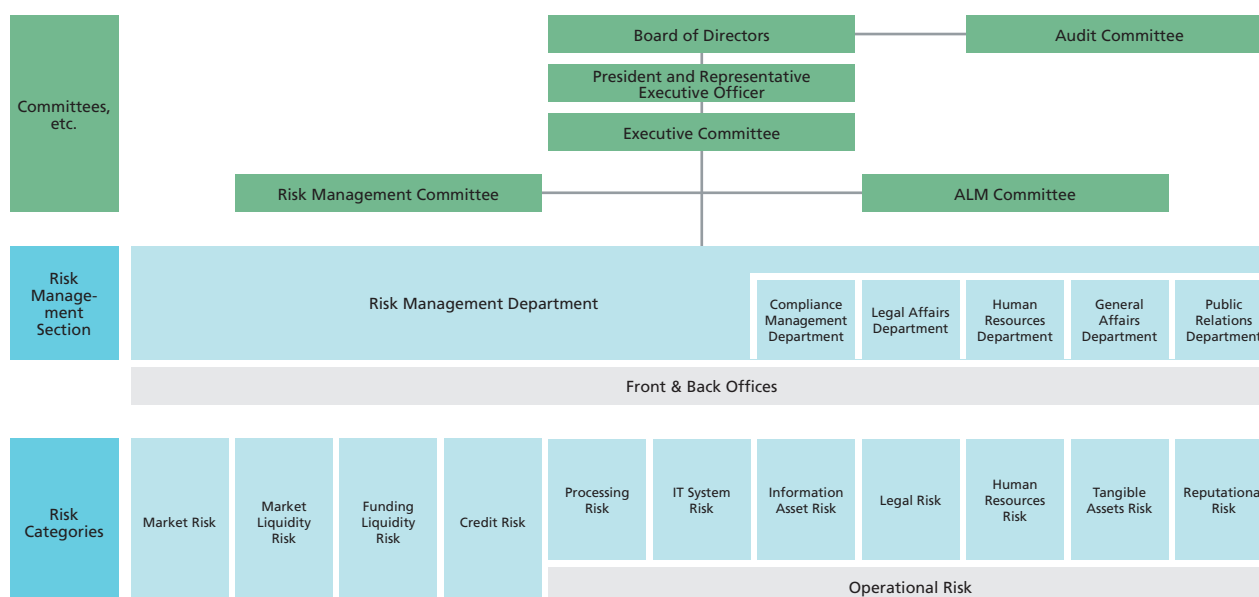 Board of Directors
Audit Committee
President and Representative
Executive Officer
Committees,
etc.
Executive Committee
Risk Management Committee
ALM Committee
Risk
Manage-
ment
Section
Risk Management Department
Compliance
Management
Department
Legal Affairs
Department
Human
Resources
Department
General
Affairs
Department
Public
Relations
Department
Front & Back Offices
Risk
Categories
Market Risk
Market
Liquidity
Risk
Funding
Liquidity
Risk
Credit Risk
Processing
Risk
IT System
Risk
Information
Asset Risk
Legal Risk
Human
Resources
Risk
Tangible
Assets Risk
Reputational
Risk
Operational Risk